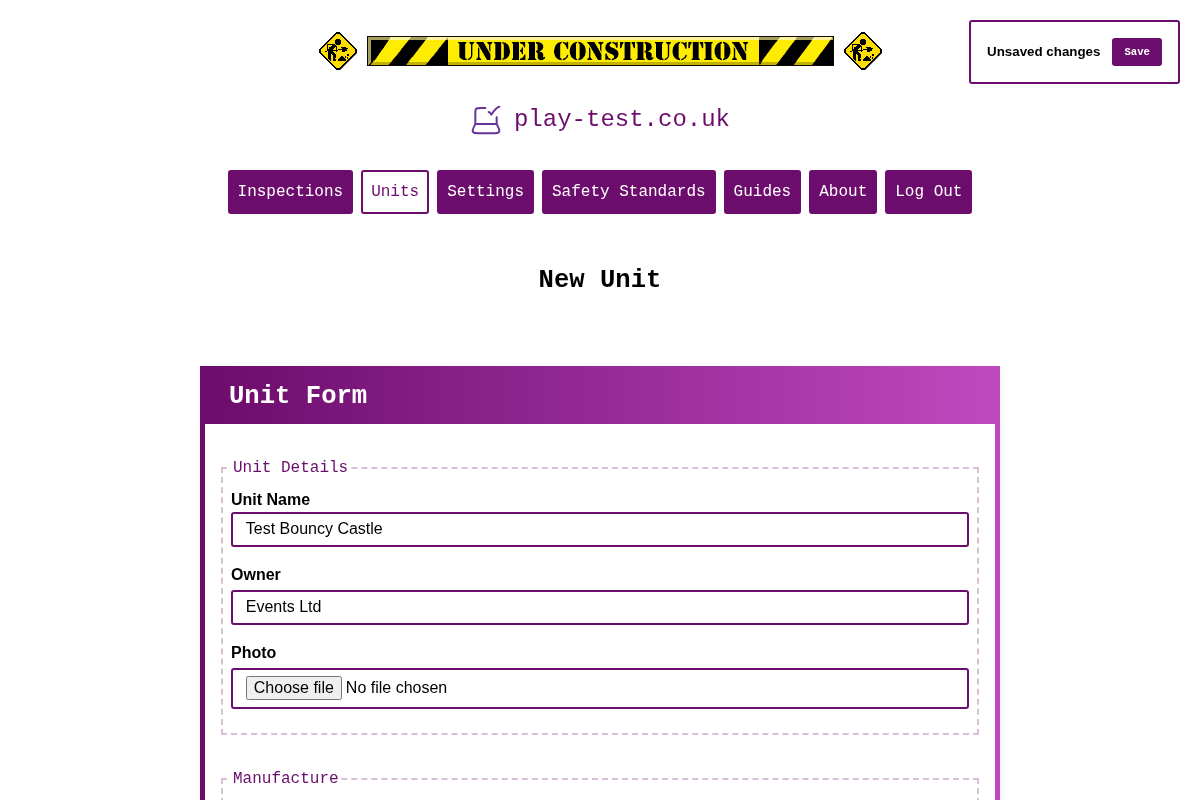 UNDER CONSTRUCTION
Unsaved changes Save
play-test.co.uk
Inspections Units Settings Safety Standards Guides About Log Out
New Unit
Unit Form
Unit Details
Unit Name
Test Bouncy Castle
Owner
Events Ltd
Photo
Choose file No file chosen
Manufacture